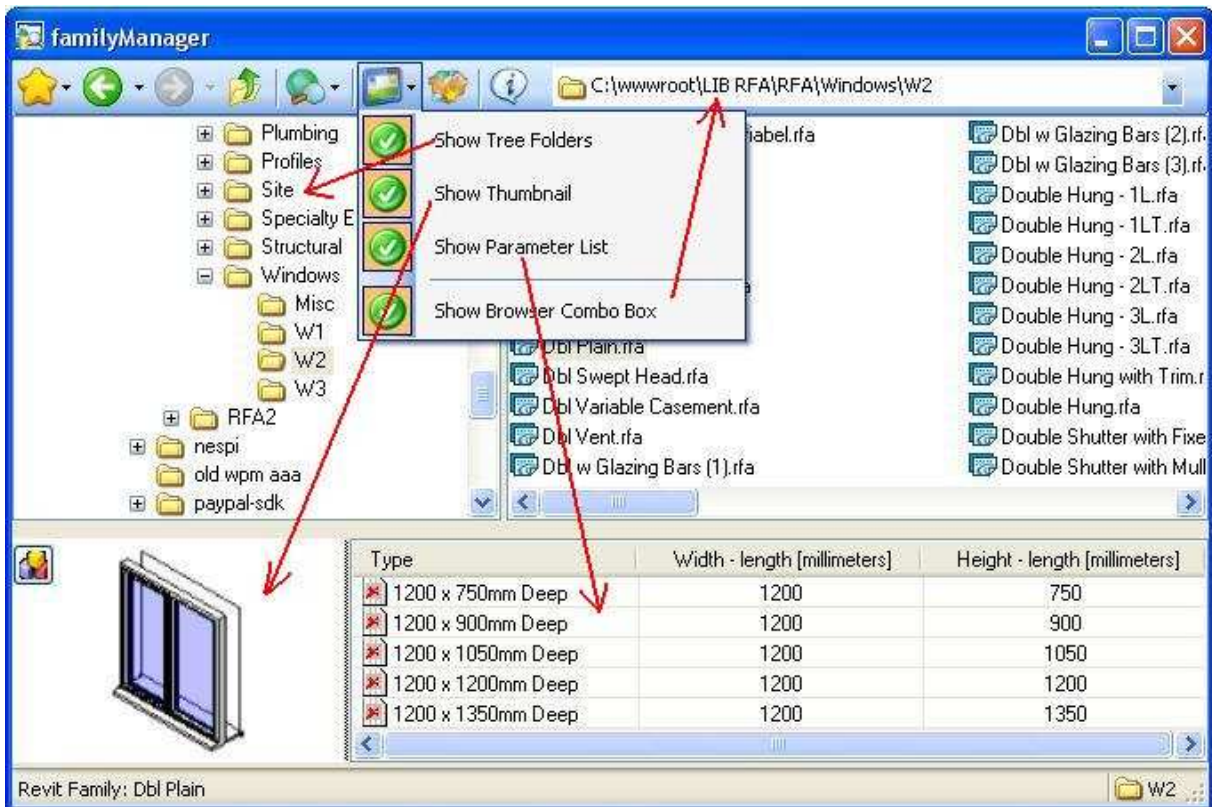 familyManager
C:\wwwroot\LIB RFA\RFA\Windows\W2
Plumbing
Profiles
Site
Specialty E
Structural
Windows
Misc
W1
W2
W3
RFA2
nespi
old wpm aaa
paypal-sdk
Show Tree Folders
Show Thumbnail
Show Parameter List
Show Browser Combo Box
iabel.rfa
Dbl Plain.rfa
Dbl Swept Head.rfa
Dbl Variable Casement.rfa
Dbl Vent.rfa
Dbl w Glazing Bars (1).rfa
Dbl w Glazing Bars (2).rf
Dbl w Glazing Bars (3).rf
Double Hung - 1L.rfa
Double Hung - 1LT.rfa
Double Hung - 2L.rfa
Double Hung - 2LT.rfa
Double Hung - 3L.rfa
Double Hung - 3LT.rfa
Double Hung with Trim.r
Double Hung.rfa
Double Shutter with Fixe
Double Shutter with Mull
Type Width - length [millimeters] Height - length [millimeters]
1200 x 750mm Deep 1200 750
1200 x 900mm Deep 1200 900
1200 x 1050mm Deep 1200 1050
1200 x 1200mm Deep 1200 1200
1200 x 1350mm Deep 1200 1350
Revit Family: Dbl Plain
W2